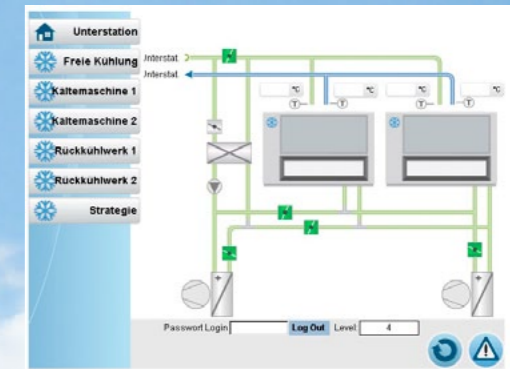 Unterstation
Freie Kühlung
Kältemaschine 1
Kältemaschine 2
Rückkühlwerk 1
Rückkühlwerk 2
Strategie
Unterstat.
Unterstat.
°C °C °C °C
T T T T
Passwort Login Log Out Level: 4